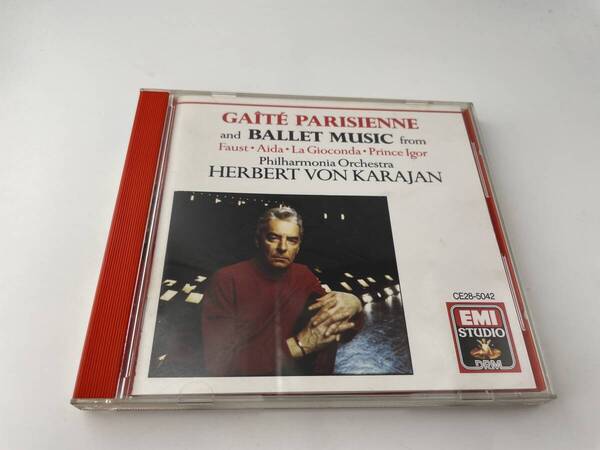 GAÎTÉ PARISIENNE
and BALLET MUSIC from
Faust • Aida • La Gioconda • Prince Igor
Philharmonia Orchestra
HERBERT VON KARAJAN
CE28-5042
EMI
STUDIO
DRM